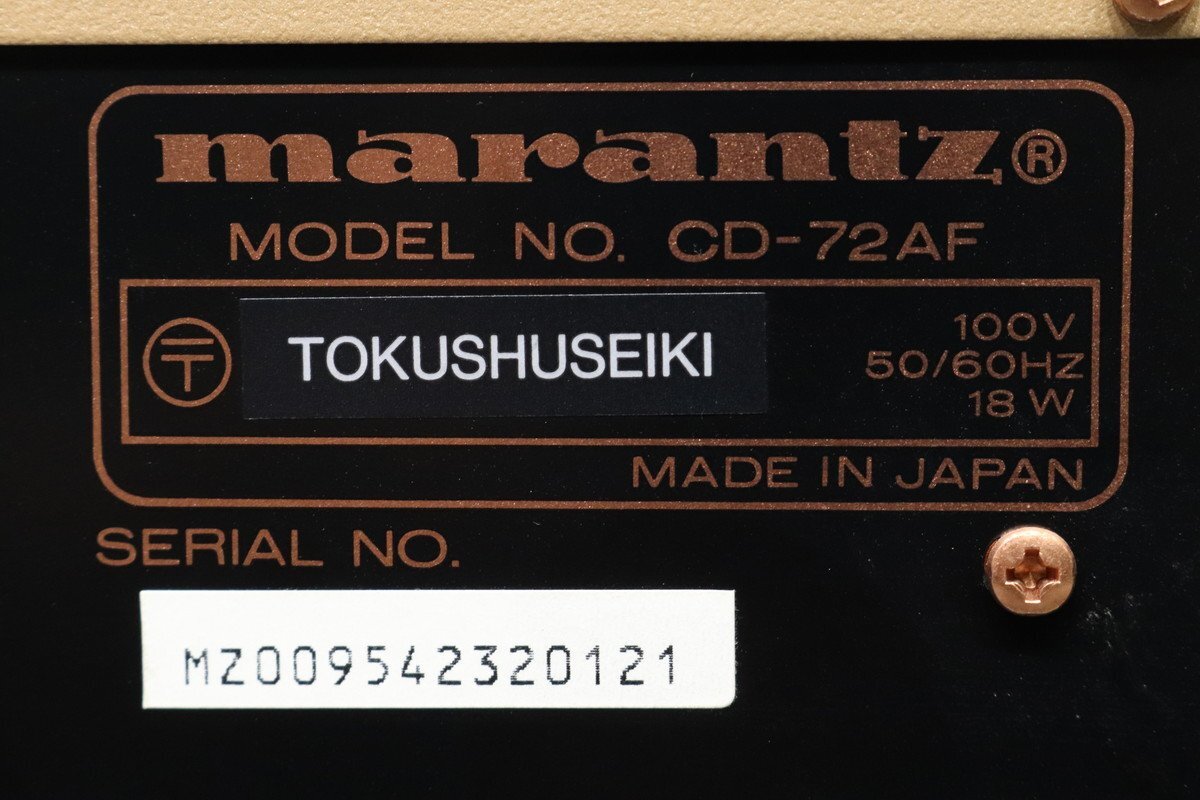 marantz®
MODEL NO. CD-72AF
〒 TOKUSHUSEIKI
100V
50/60HZ
18 W
MADE IN JAPAN
SERIAL NO.
MZ009542320121